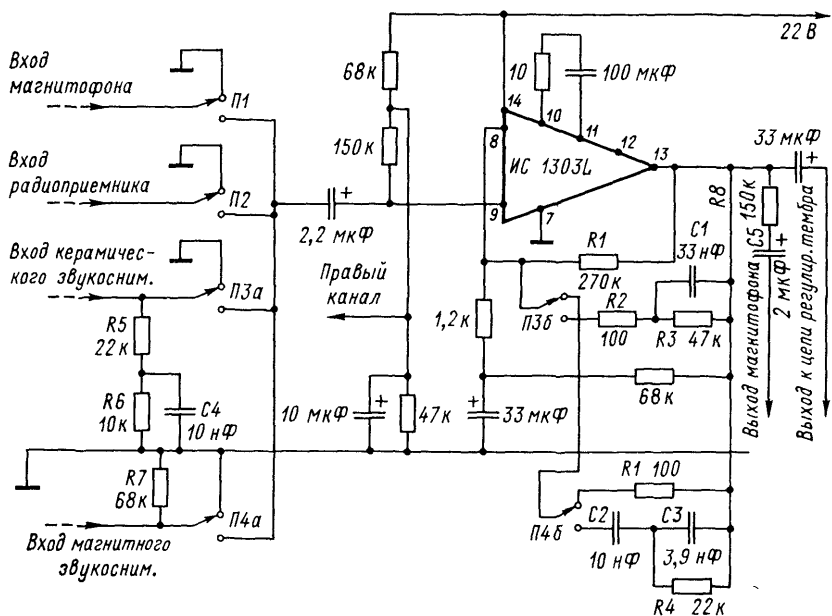 22 В
Вход
магнитофона
П1
68 к
10
100 мкФ
14
10
11
12
13
8
ИС 1303L
9
7
33 мкФ
+
150к
Вход
радиоприемника
П2
+
2,2 мкФ
R8
150к
C1
33 нФ
C5
2 мкФ
+
Вход керамичес-
кого звукосним.
П3а
Правый
канал
R1
270 к
П3б
R2
100
R3
47 к
1,2к
R5
22 к
R6
10к
C4
10 нФ
10 мкФ
+
47к
+
33 мкФ
68 к
Выход магнитофона
Выход к цепи регулир. тембра
R7
68к
П4а
Вход магнитного
звукосним.
R1 100
П4б
C2
10 нФ
C3
3,9 нФ
R4
22 к